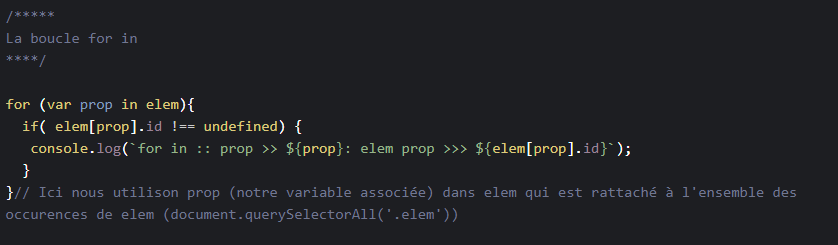 /*****
La boucle for in
****/
for (var prop in elem){
if( elem[prop].id !== undefined) {
console.log(`for in :: prop >> ${prop}: elem prop >>> ${elem[prop].id}`);
}
}// Ici nous utilison prop (notre variable associée) dans elem qui est rattaché à l'ensemble des
occurences de elem (document.querySelectorAll('.elem'))